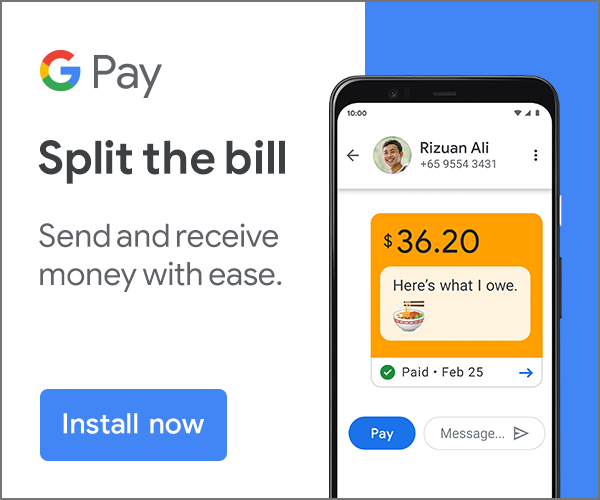 G Pay
Split the bill
Send and receive
money with ease.
Install now
10:00
Rizuan Ali
+65 9554 3431
$36.20
Here's what I owe.
Paid • Feb 25
Pay
Message...